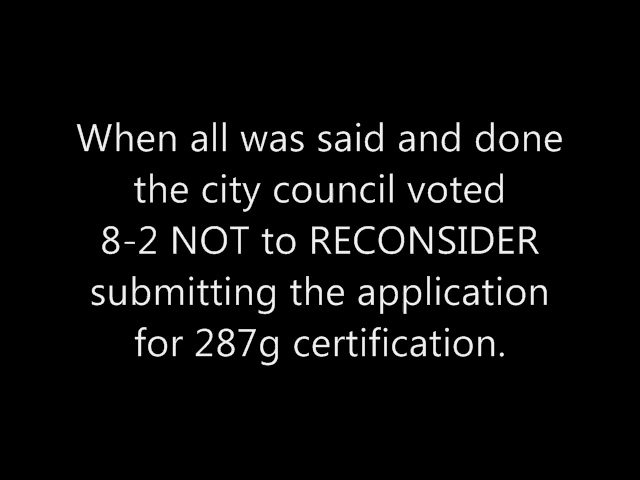 When all was said and done
the city council voted
8-2 NOT to RECONSIDER
submitting the application
for 287g certification.